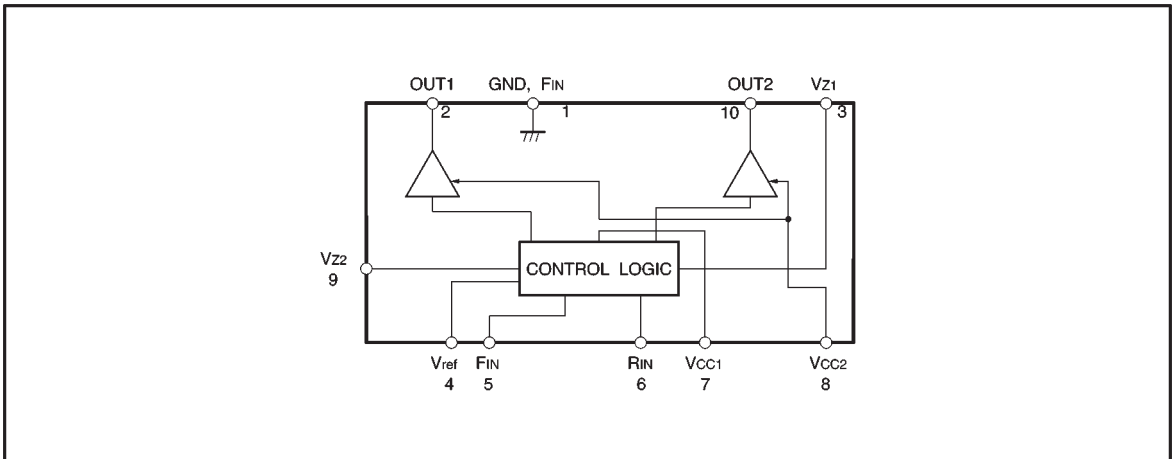 OUT1 GND, FIN OUT2 VZ1
2 1 10 3
VZ2
9
CONTROL LOGIC
Vref FIN RIN VCC1 VCC2
4 5 6 7 8